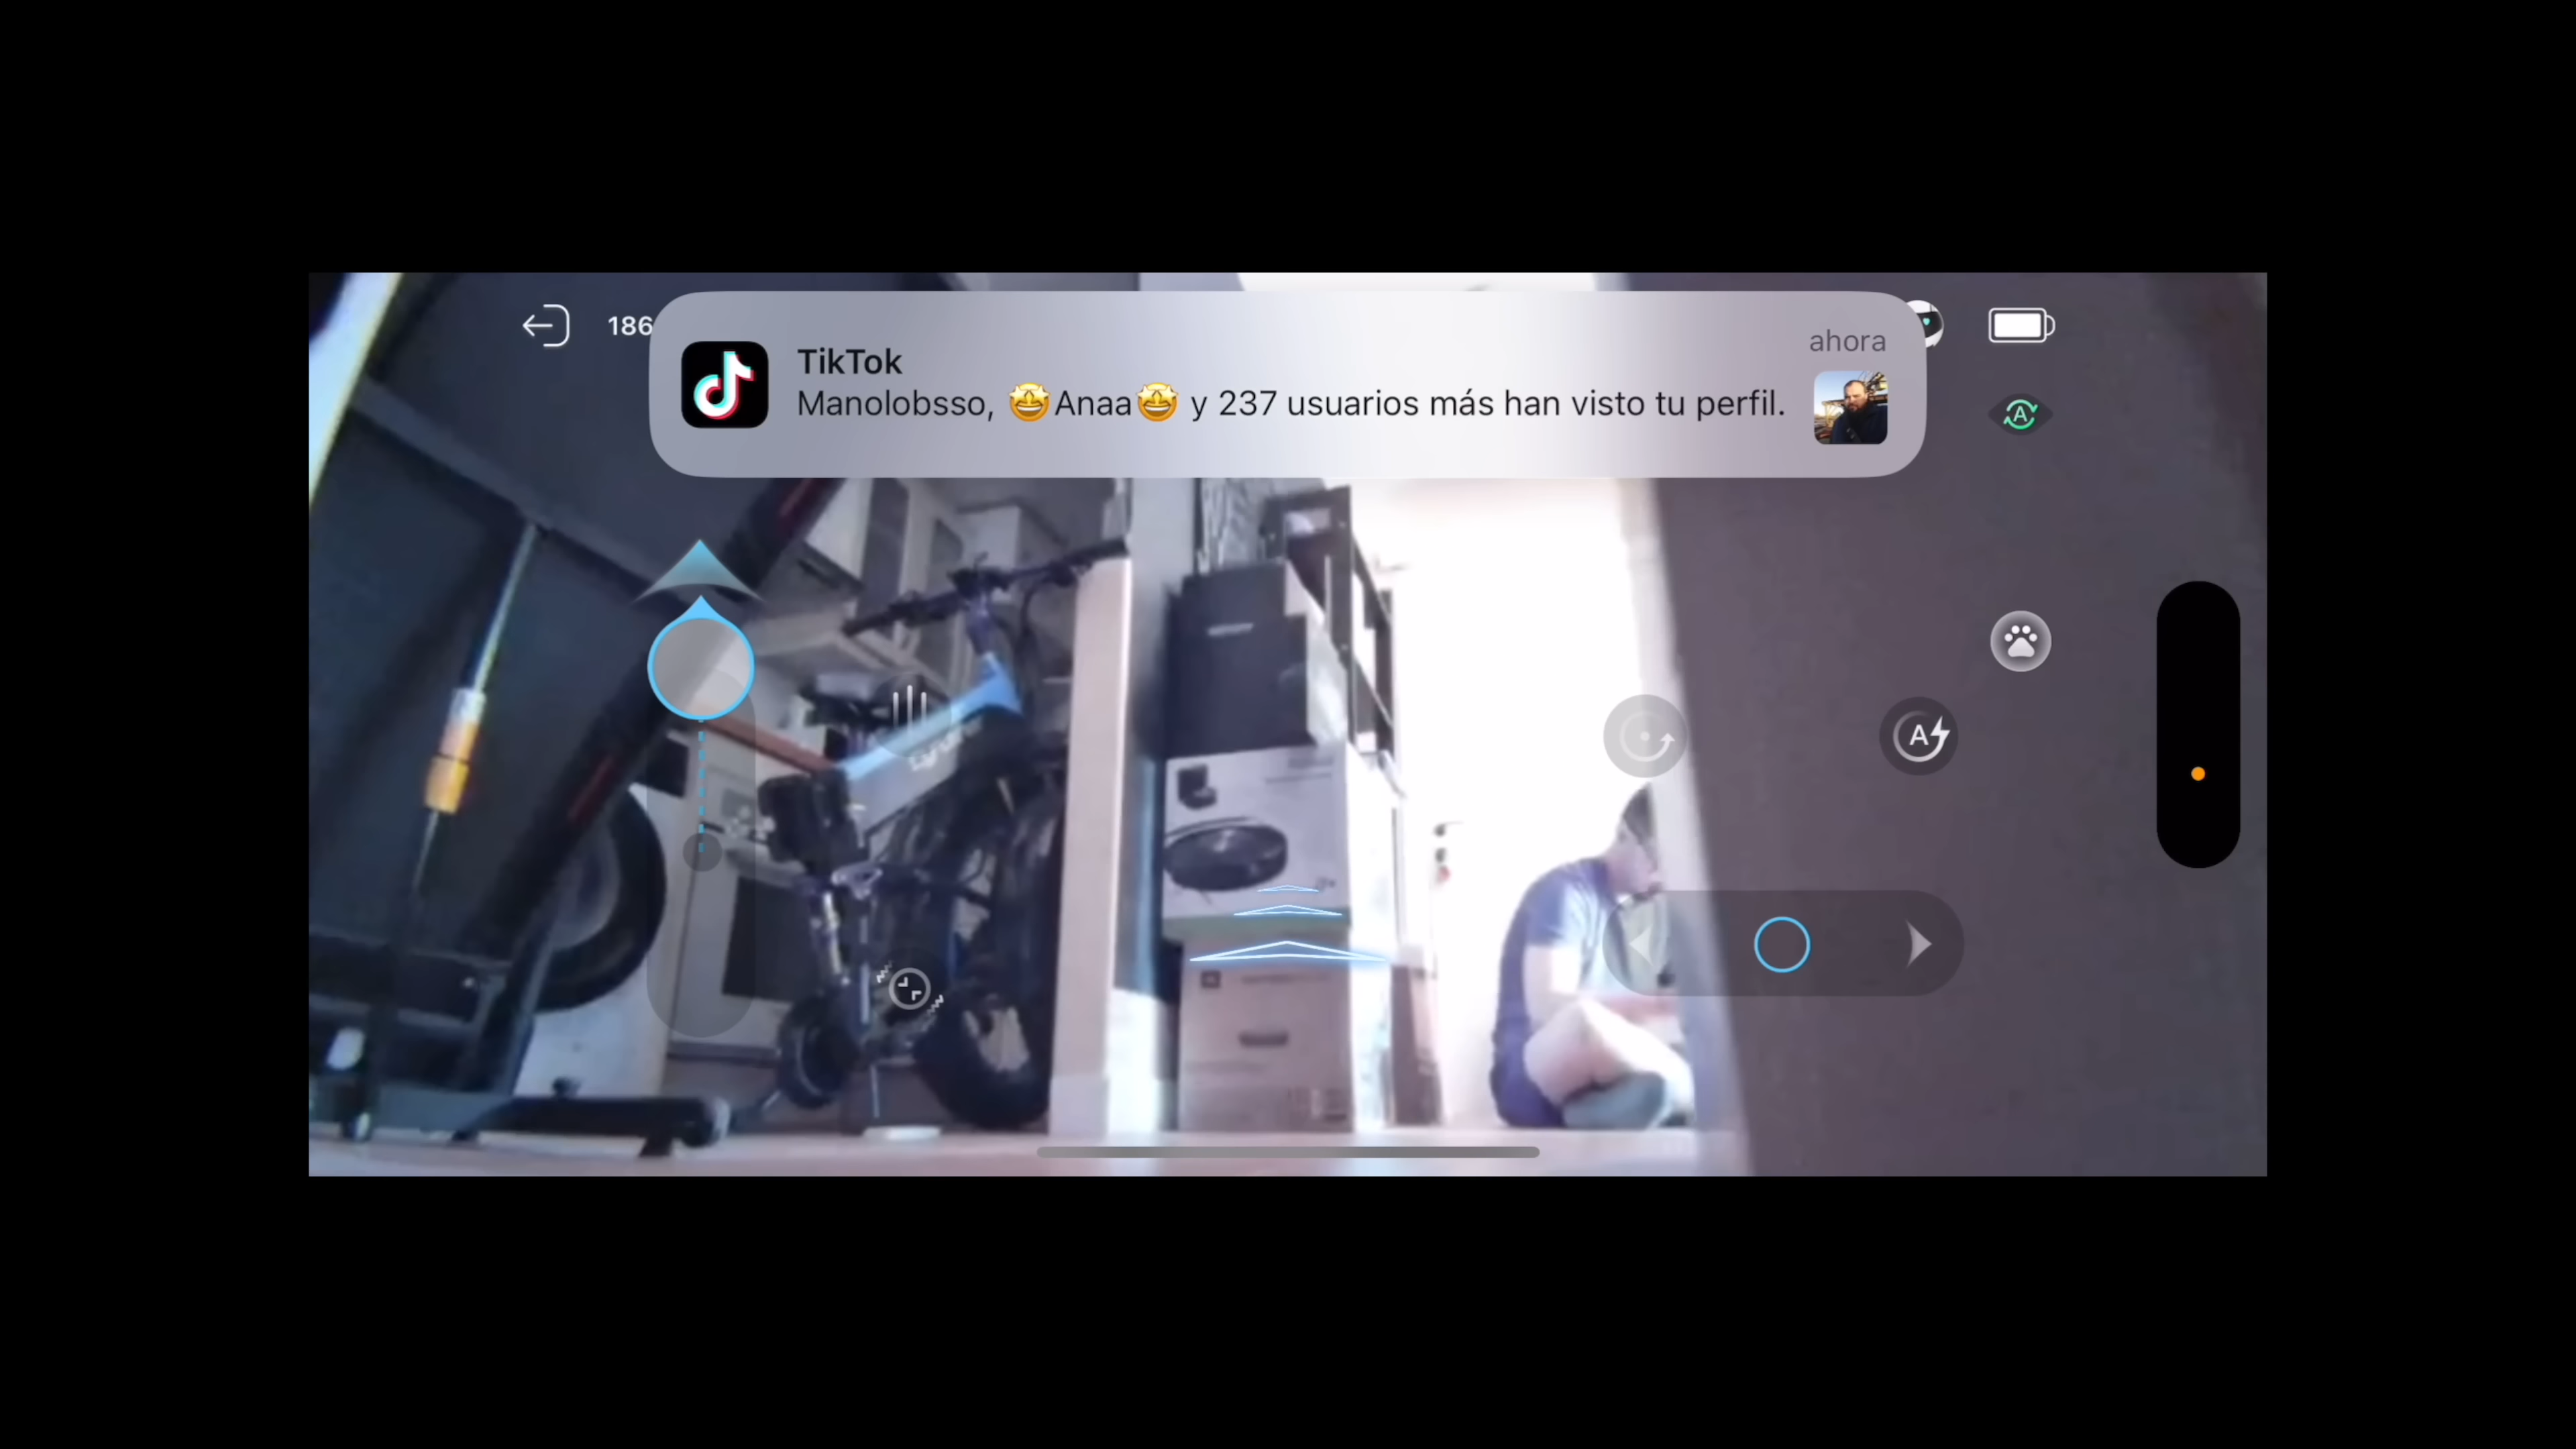 186
TikTok
ahora
Manolobsso, 🤩Anaa🤩 y 237 usuarios más han visto tu perfil.
A
A